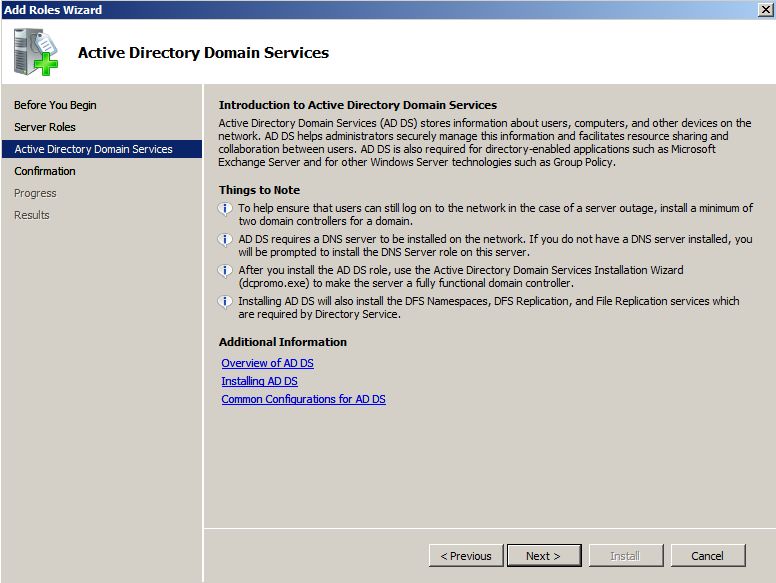 Add Roles Wizard
Active Directory Domain Services
Before You Begin
Server Roles
Active Directory Domain Services
Confirmation
Progress
Results
Introduction to Active Directory Domain Services
Active Directory Domain Services (AD DS) stores information about users, computers, and other devices on the
network. AD DS helps administrators securely manage this information and facilitates resource sharing and
collaboration between users. AD DS is also required for directory-enabled applications such as Microsoft
Exchange Server and for other Windows Server technologies such as Group Policy.
Things to Note
To help ensure that users can still log on to the network in the case of a server outage, install a minimum of
two domain controllers for a domain.
AD DS requires a DNS server to be installed on the network. If you do not have a DNS server installed, you
will be prompted to install the DNS Server role on this server.
After you install the AD DS role, use the Active Directory Domain Services Installation Wizard
(dcpromo.exe) to make the server a fully functional domain controller.
Installing AD DS will also install the DFS Namespaces, DFS Replication, and File Replication services which
are required by Directory Service.
Additional Information
Overview of AD DS
Installing AD DS
Common Configurations for AD DS
< Previous
Next >
Install
Cancel